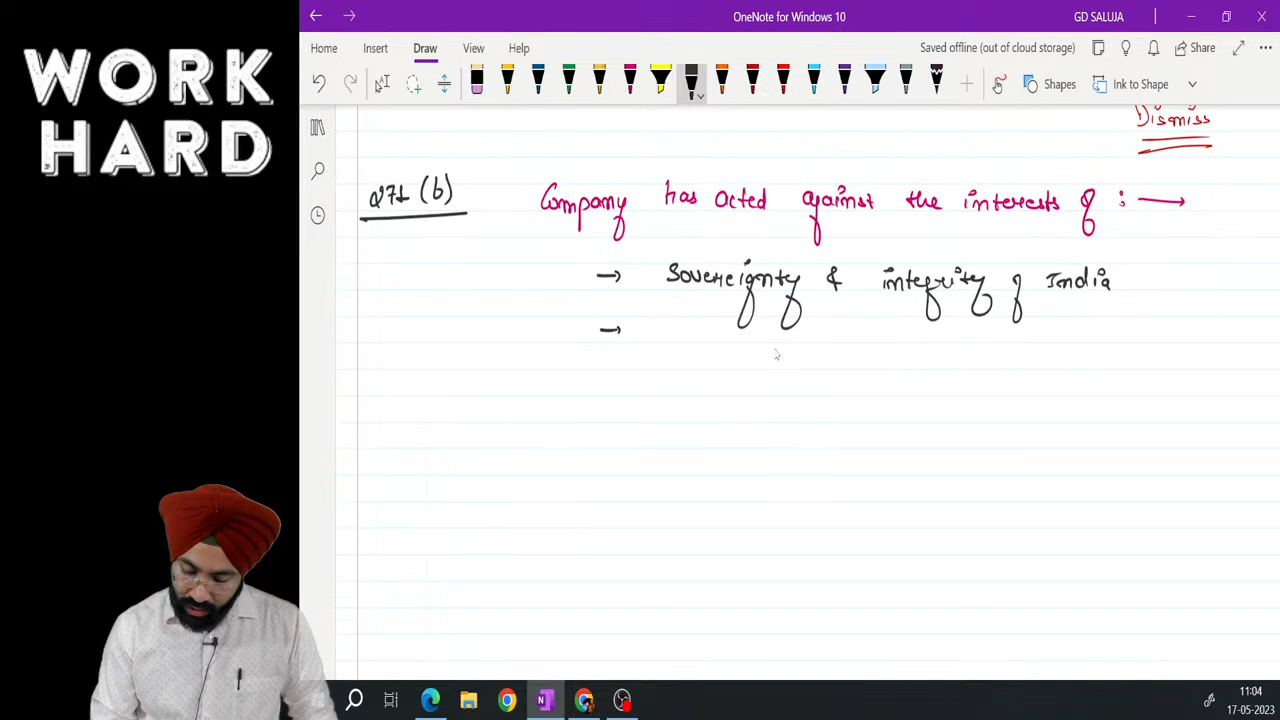 WORK
HARD
OneNote for Windows 10
GD SALUJA
Home
Insert
Draw
View
Help
Saved offline (out of cloud storage)
Share
Shapes
Ink to Shape
Dismiss
271 (b)
Company has acted against the interests of : →
→ Sovereignty & integrity of India
→
11:04
17-05-2023